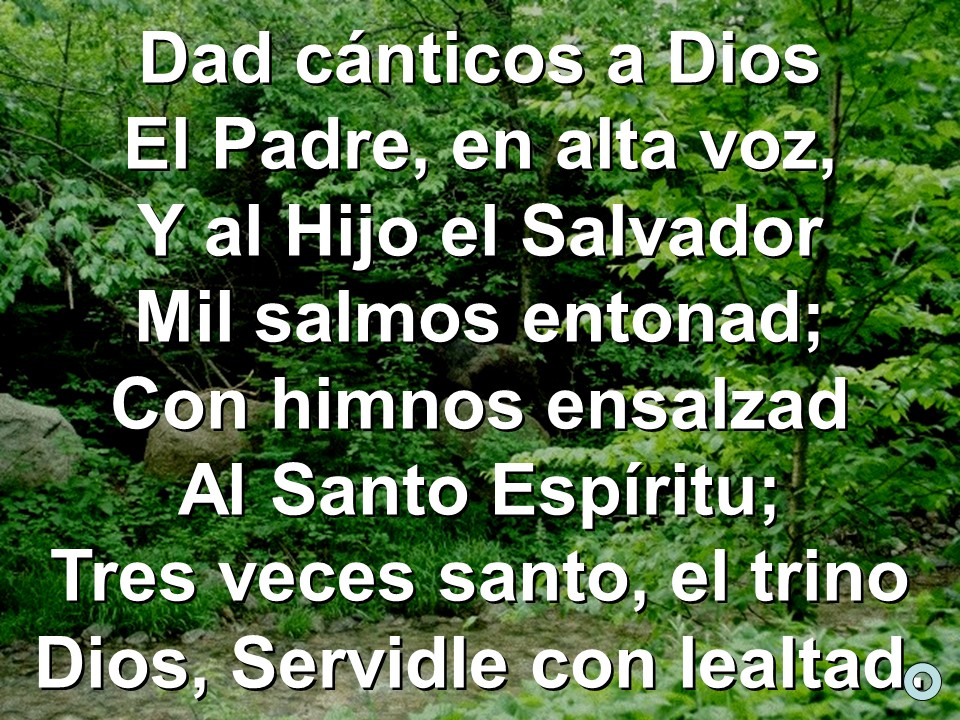 Dad cánticos a Dios
El Padre, en alta voz,
Y al Hijo el Salvador
Mil salmos entonad;
Con himnos ensalzad
Al Santo Espíritu;
Tres veces santo, el trino
Dios, Servidle con lealtad.